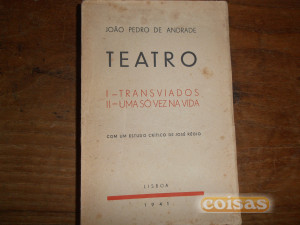 JOÃO PEDRO DE ANDRADE
TEATRO
I — TRANSVIADOS
II — UMA SÓ VEZ NA VIDA
COM UM ESTUDO CRÍTICO DE JOSÉ RÉGIO
LISBOA
1941
coisas